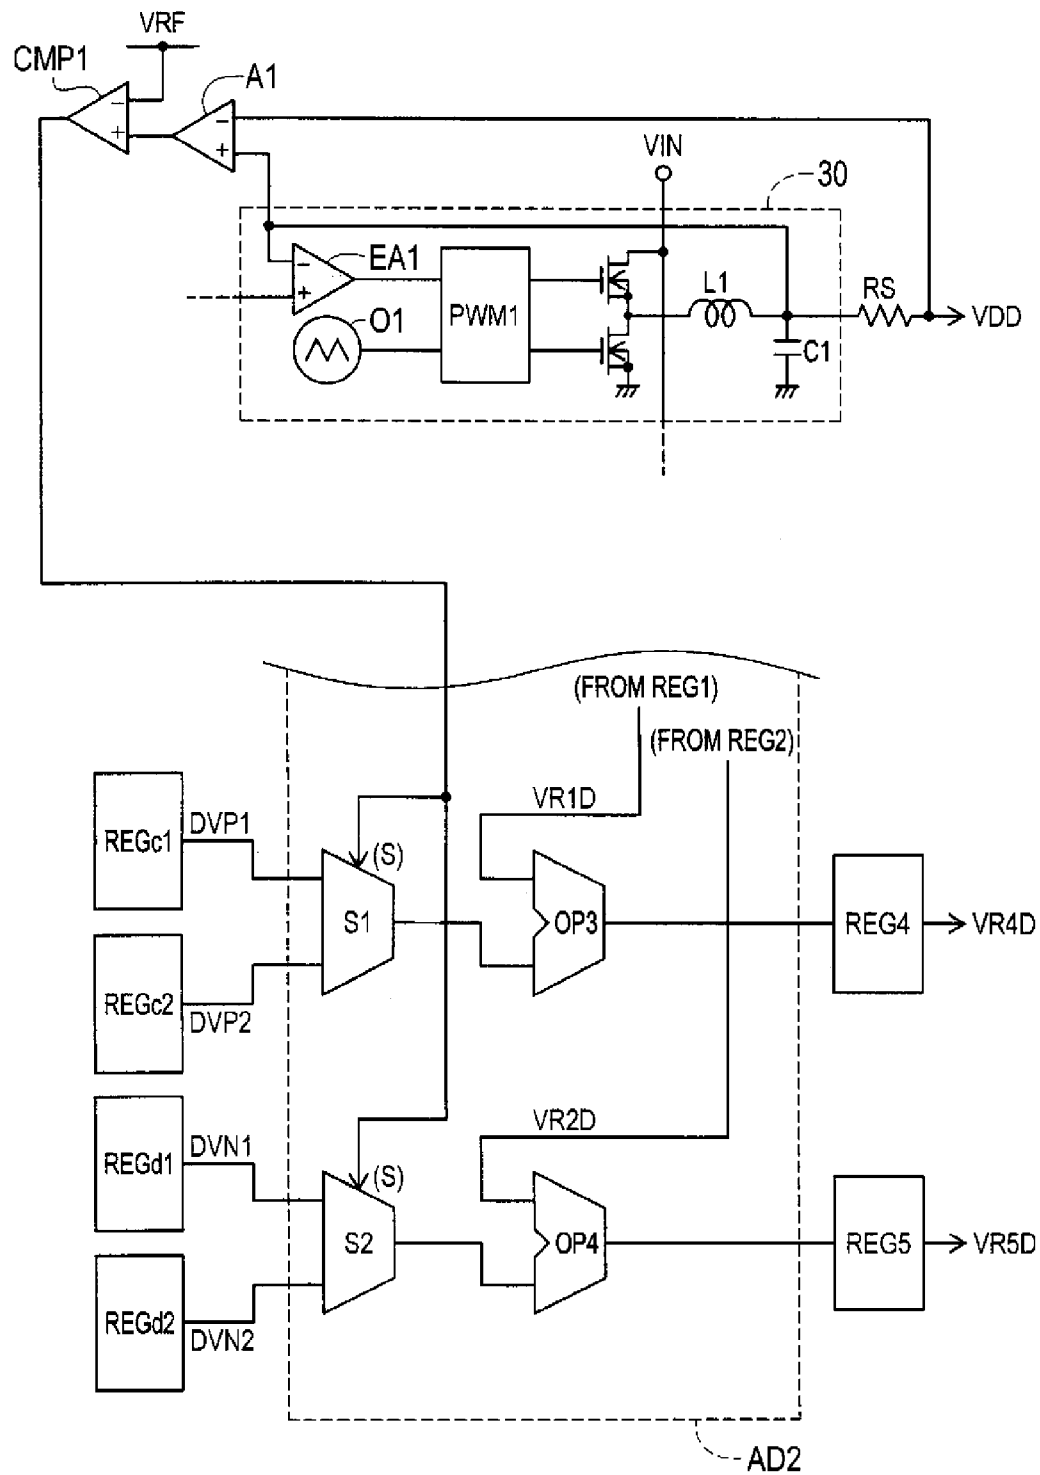 VRF
CMP1
A1
−
+
−
+
VIN
30
EA1
−
+
O1
PWM1
L1
RS
VDD
C1
(FROM REG1)
(FROM REG2)
REGc1
DVP1
VR1D
(S)
S1
OP3
REG4
VR4D
REGc2
DVP2
REGd1
DVN1
VR2D
(S)
S2
OP4
REG5
VR5D
REGd2
DVN2
AD2